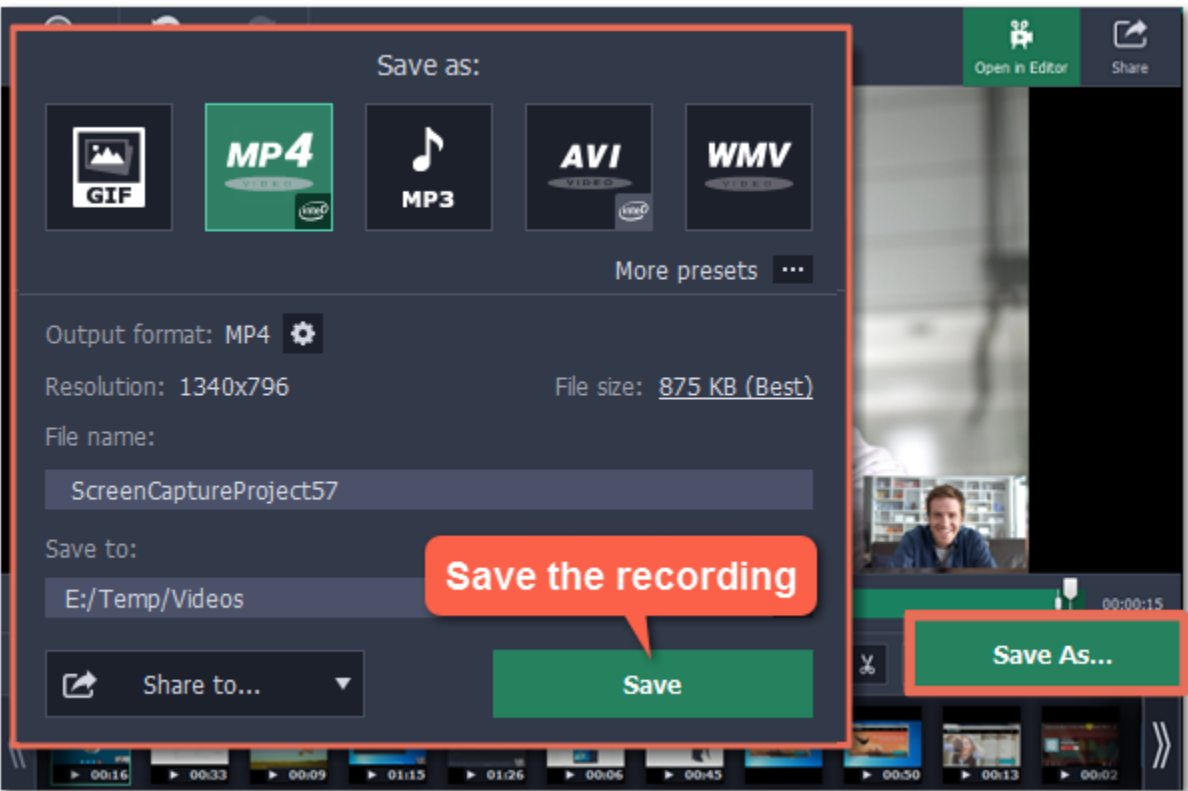 Save as:
Open in Editor
Share
GIF
MP4
VIDEO
intel
MP3
AVI
VIDEO
intel
WMV
VIDEO
More presets ...
Output format: MP4
Resolution: 1340x796
File size: 875 KB (Best)
File name:
ScreenCaptureProject57
Save to:
E:/Temp/Videos
Save the recording
00:00:15
Share to...
Save
Save As...
00:16
00:33
00:09
01:15
01:26
00:06
00:45
00:50
00:13
00:02